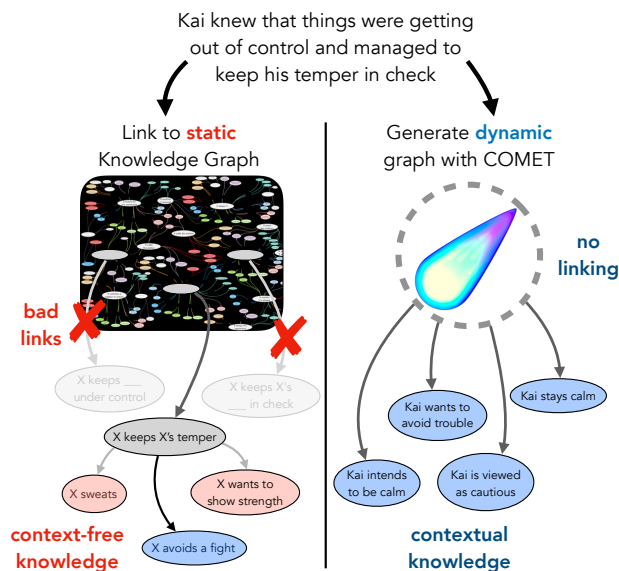 Kai knew that things were getting
out of control and managed to
keep his temper in check
Link to static
Knowledge Graph
bad
links
X keeps ___
under control
X keeps X's
___ in check
X keeps X's temper
X sweats
X wants to
show strength
X avoids a fight
context-free
knowledge
Generate dynamic
graph with COMET
no
linking
Kai wants to
avoid trouble
Kai stays calm
Kai intends
to be calm
Kai is viewed
as cautious
contextual
knowledge